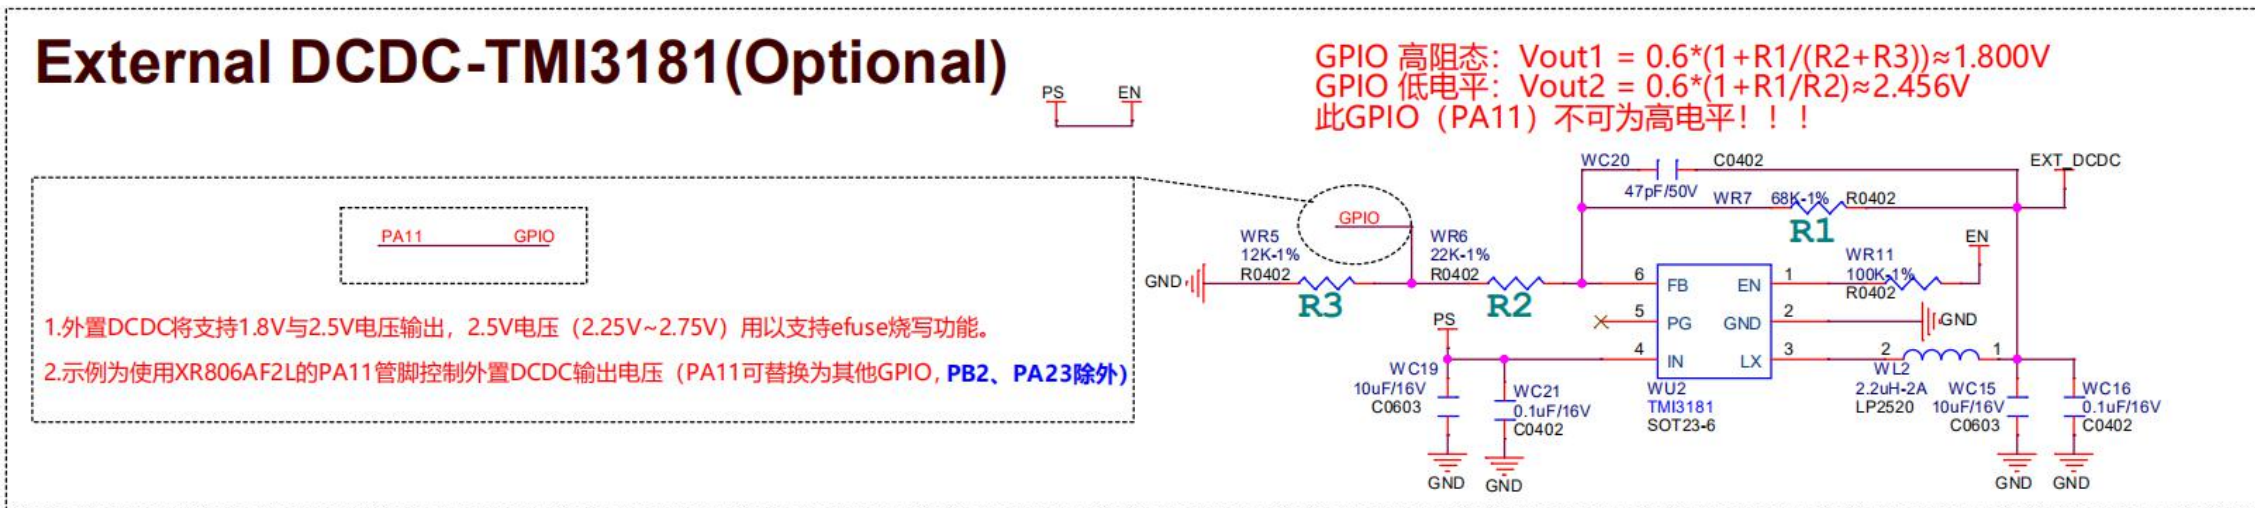 External DCDC-TMI3181(Optional)
PS
EN
GPIO 高阻态：Vout1 = 0.6*(1+R1/(R2+R3))≈1.800V
GPIO 低电平：Vout2 = 0.6*(1+R1/R2)≈2.456V
此GPIO（PA11）不可为高电平！！！
PA11
GPIO
1.外置DCDC将支持1.8V与2.5V电压输出，2.5V电压（2.25V~2.75V）用以支持efuse烧写功能。
2.示例为使用XR806AF2L的PA11管脚控制外置DCDC输出电压（PA11可替换为其他GPIO，PB2、PA23除外）
WC20
C0402
47pF/50V
EXT_DCDC
WR7
68K-1%
R0402
R1
GPIO
WR5
12K-1%
R0402
R3
GND
WR6
22K-1%
R0402
R2
EN
WR11
100K-1%
R0402
6
FB
EN
1
5
PG
GND
2
GND
4
IN
LX
3
WU2
TMI3181
SOT23-6
PS
WC19
10uF/16V
C0603
WC21
0.1uF/16V
C0402
2
1
WL2
2.2uH-2A
LP2520
WC15
10uF/16V
C0603
WC16
0.1uF/16V
C0402
GND
GND
GND
GND